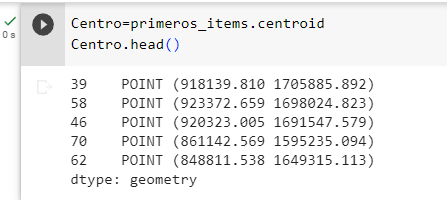 Centro=primeros_items.centroid
Centro.head()
0 s
39 POINT (918139.810 1705885.892)
58 POINT (923372.659 1698024.823)
46 POINT (920323.005 1691547.579)
70 POINT (861142.569 1595235.094)
62 POINT (848811.538 1649315.113)
dtype: geometry